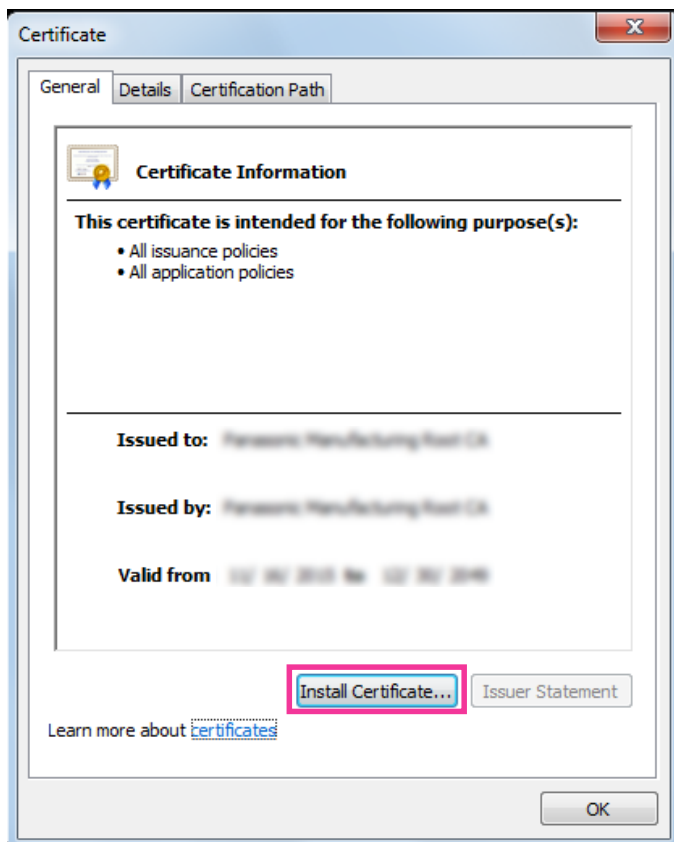 Certificate
General Details Certification Path
Certificate Information
This certificate is intended for the following purpose(s):
• All issuance policies
• All application policies
Issued to:
Issued by:
Valid from
Install Certificate... Issuer Statement
Learn more about certificates
OK